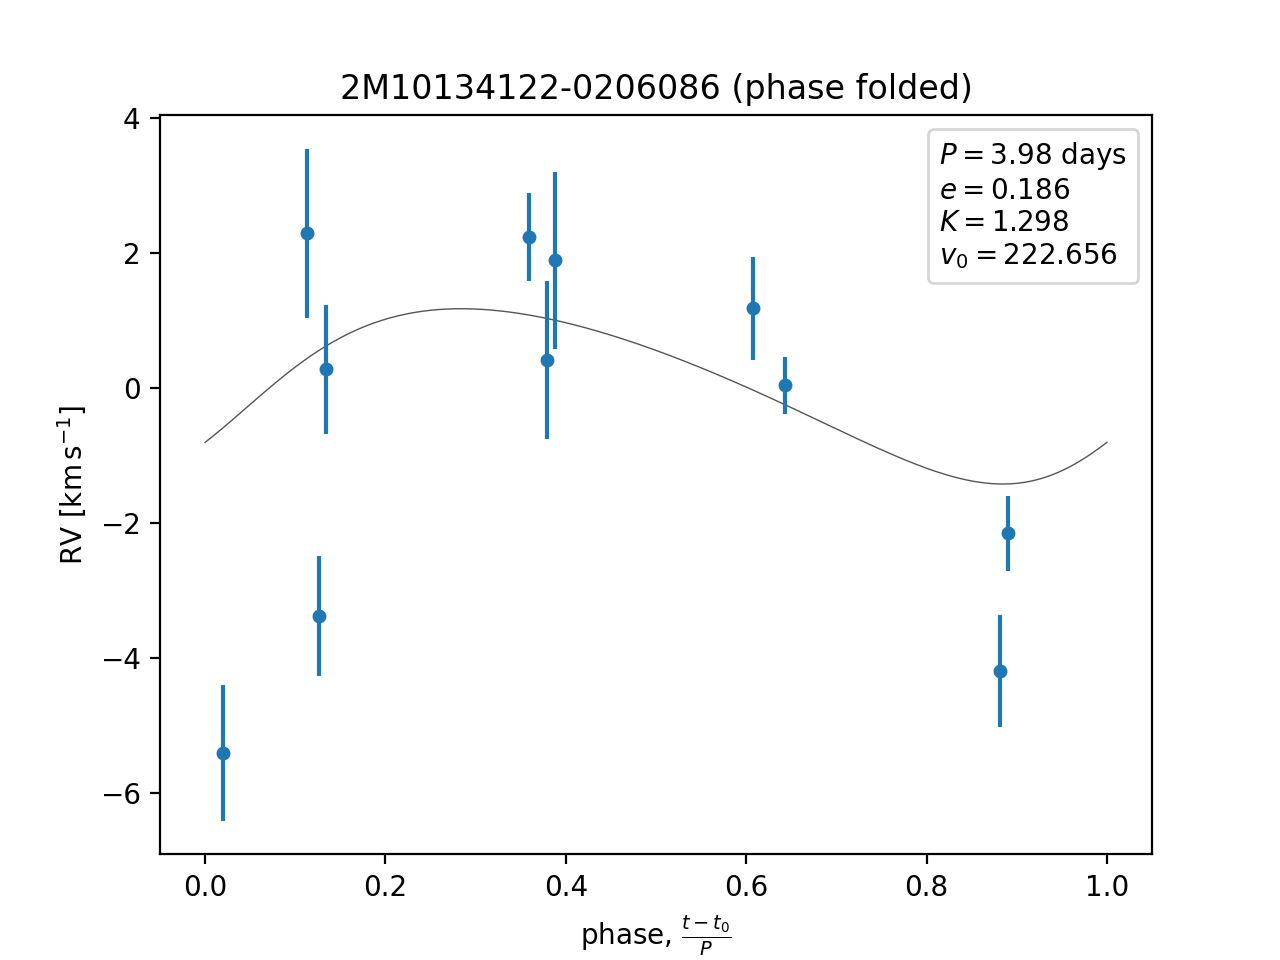 2M10134122-0206086 (phase folded)
P = 3.98 days
e = 0.186
K = 1.298
v₀ = 222.656
4
2
0
−2
−4
−6
RV [km s⁻¹]
0.0 0.2 0.4 0.6 0.8 1.0
phase, t − t₀ / P